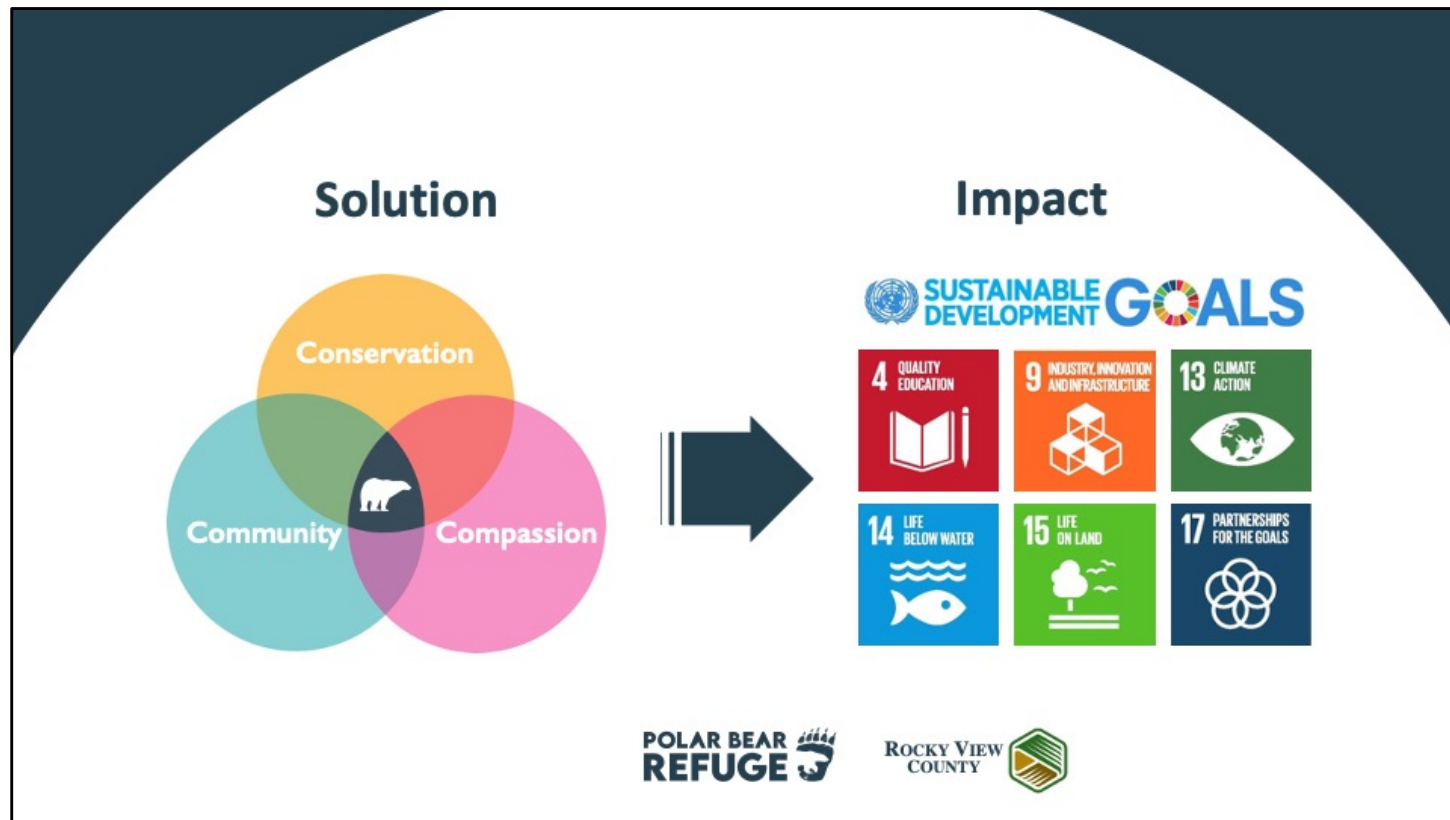 Solution
Conservation
Community
Compassion
Impact
SUSTAINABLE
DEVELOPMENT
GOALS
4 QUALITY
EDUCATION
9 INDUSTRY, INNOVATION
AND INFRASTRUCTURE
13 CLIMATE
ACTION
14 LIFE
BELOW WATER
15 LIFE
ON LAND
17 PARTNERSHIPS
FOR THE GOALS
POLAR BEAR
REFUGE
ROCKY VIEW
COUNTY